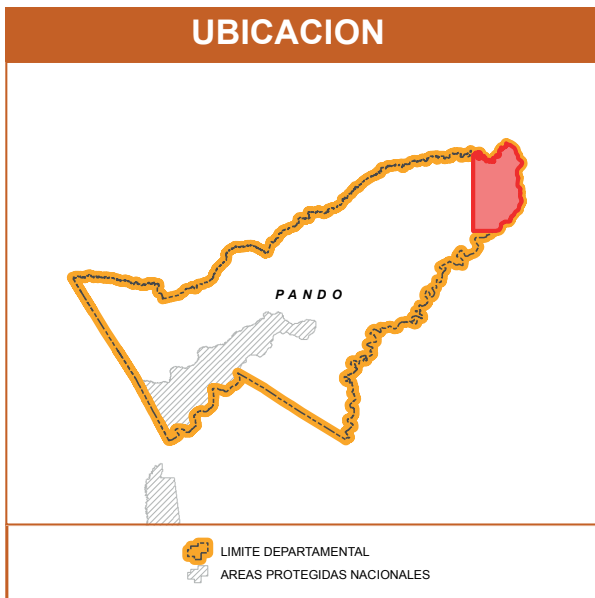 UBICACION
PANDO
LIMITE DEPARTAMENTAL
AREAS PROTEGIDAS NACIONALES